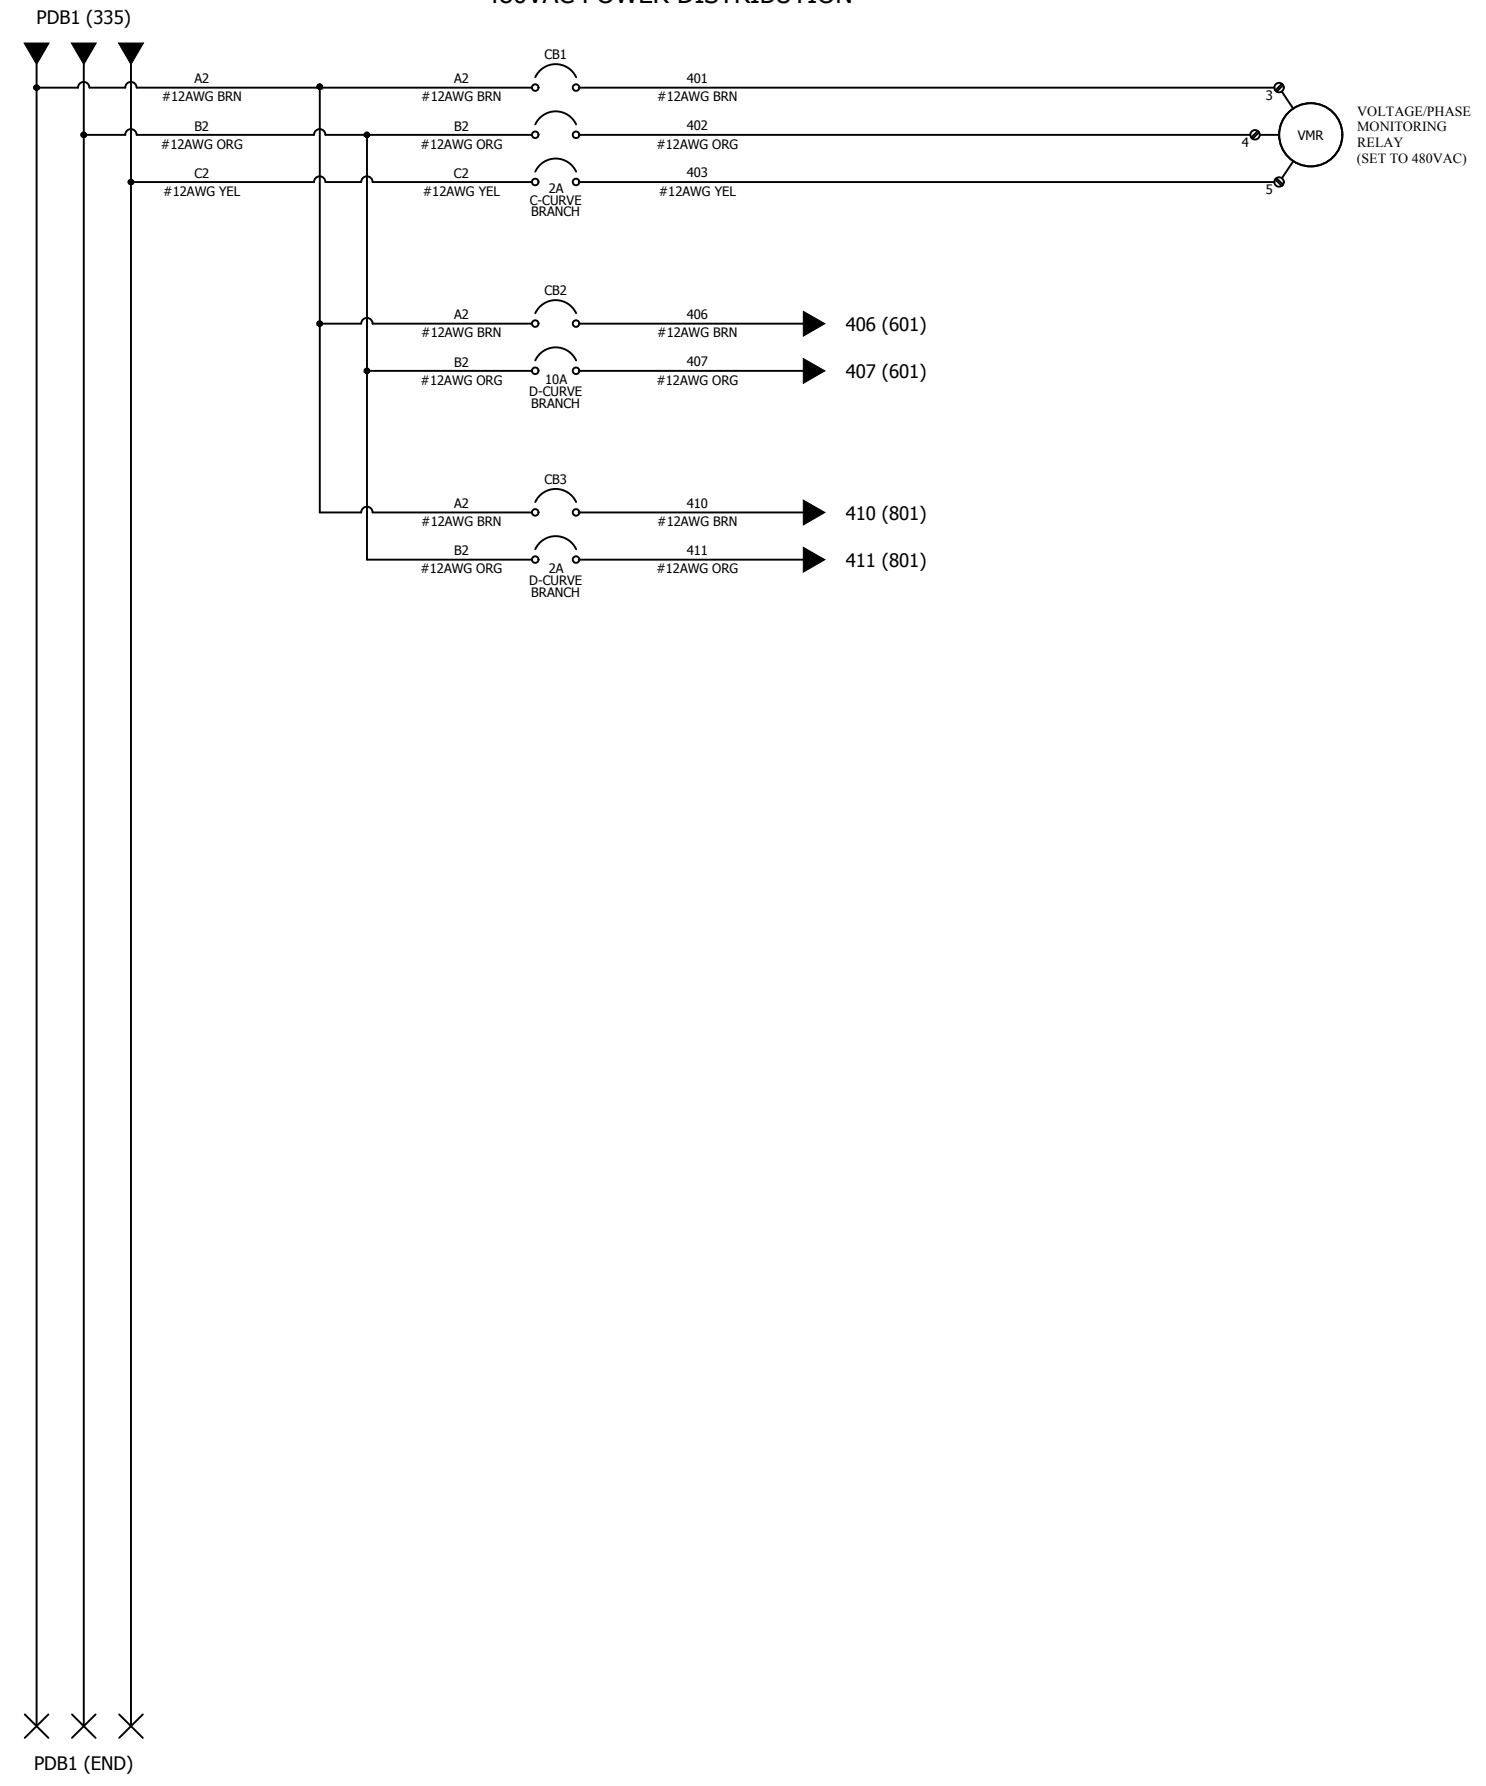 480VAC POWER DISTRIBUTION
PDB1 (335)
CB1
A2
A2
401
#12AWG BRN
#12AWG BRN
#12AWG BRN
3
B2
B2
402
#12AWG ORG
#12AWG ORG
#12AWG ORG
4
VMR
VOLTAGE/PHASE
MONITORING
RELAY
(SET TO 480VAC)
C2
C2
403
#12AWG YEL
#12AWG YEL
#12AWG YEL
5
2A
C-CURVE
BRANCH
CB2
A2
406
#12AWG BRN
#12AWG BRN
406 (601)
B2
407
#12AWG ORG
#12AWG ORG
407 (601)
10A
D-CURVE
BRANCH
CB3
A2
410
#12AWG BRN
#12AWG BRN
410 (801)
B2
411
#12AWG ORG
#12AWG ORG
411 (801)
2A
D-CURVE
BRANCH
PDB1 (END)